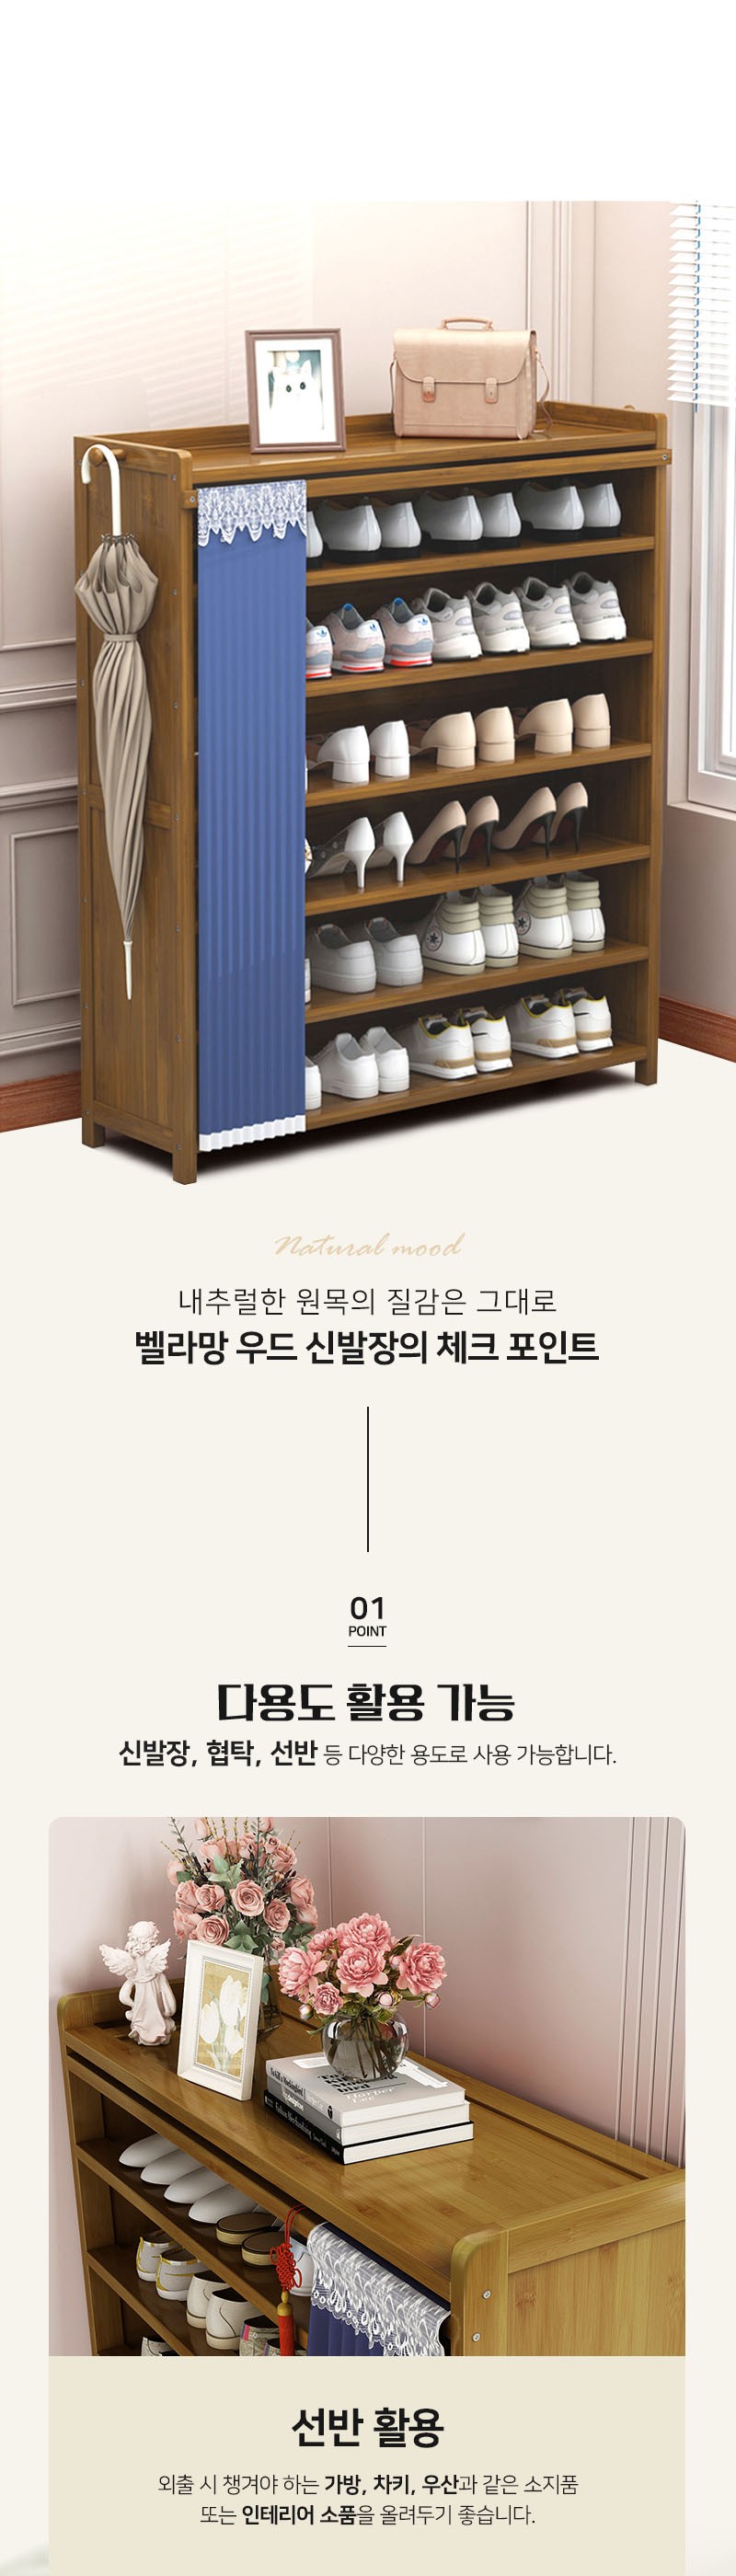 Natural mood
내추럴한 원목의 질감은 그대로
벨라망 우드 신발장의 체크 포인트
01
POINT
다용도 활용 가능
신발장, 협탁, 선반 등 다양한 용도로 사용 가능합니다.
선반 활용
외출 시 챙겨야 하는 가방, 차키, 우산과 같은 소지품
또는 인테리어 소품을 올려두기 좋습니다.